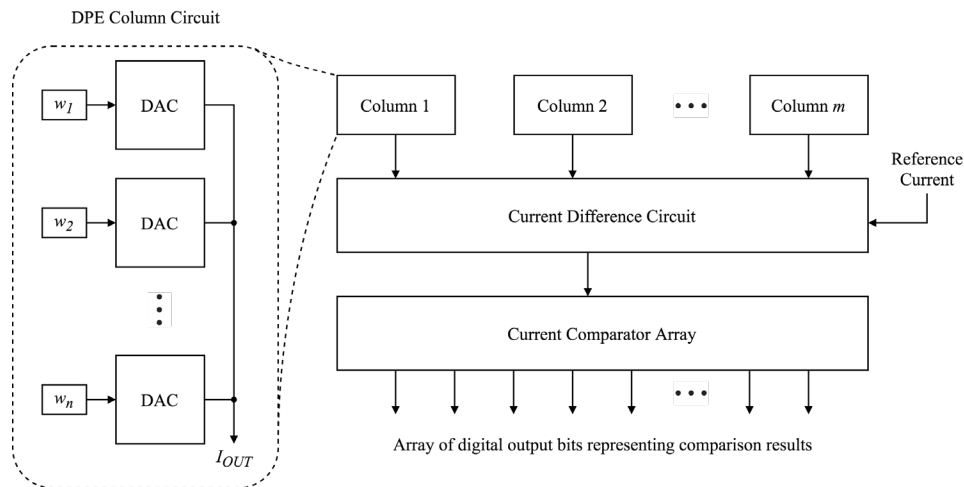 DPE Column Circuit
w1
DAC
w2
DAC
wn
DAC
IOUT
Column 1
Column 2
Column m
Reference
Current
Current Difference Circuit
Current Comparator Array
Array of digital output bits representing comparison results